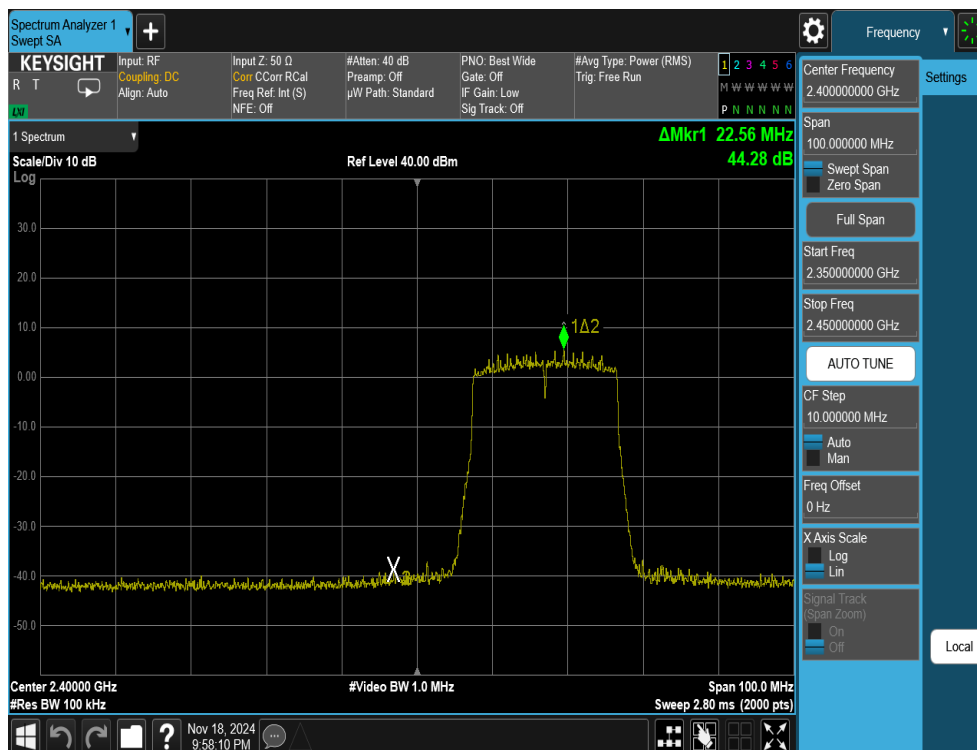 Spectrum Analyzer 1
Swept SA
Frequency
KEYSIGHT
R T
LXI
Input: RF
Coupling: DC
Align: Auto
Input Z: 50 Ω
Corr CCorr RCal
Freq Ref: Int (S)
NFE: Off
#Atten: 40 dB
Preamp: Off
µW Path: Standard
PNO: Best Wide
Gate: Off
IF Gain: Low
Sig Track: Off
#Avg Type: Power (RMS)
Trig: Free Run
1 2 3 4 5 6
M W W W W W
P N N N N N
1 Spectrum
Scale/Div 10 dB
Log
Ref Level 40.00 dBm
ΔMkr1 22.56 MHz
44.28 dB
30.0
20.0
10.0
0.00
-10.0
-20.0
-30.0
-40.0
-50.0
1Δ2
X
Center 2.40000 GHz
#Res BW 100 kHz
#Video BW 1.0 MHz
Span 100.0 MHz
Sweep 2.80 ms (2000 pts)
Center Frequency
2.400000000 GHz
Span
100.000000 MHz
Swept Span
Zero Span
Full Span
Start Freq
2.350000000 GHz
Stop Freq
2.450000000 GHz
AUTO TUNE
CF Step
10.000000 MHz
Auto
Man
Freq Offset
0 Hz
X Axis Scale
Log
Lin
Signal Track
(Span Zoom)
On
Off
Settings
Local
Nov 18, 2024
9:58:10 PM